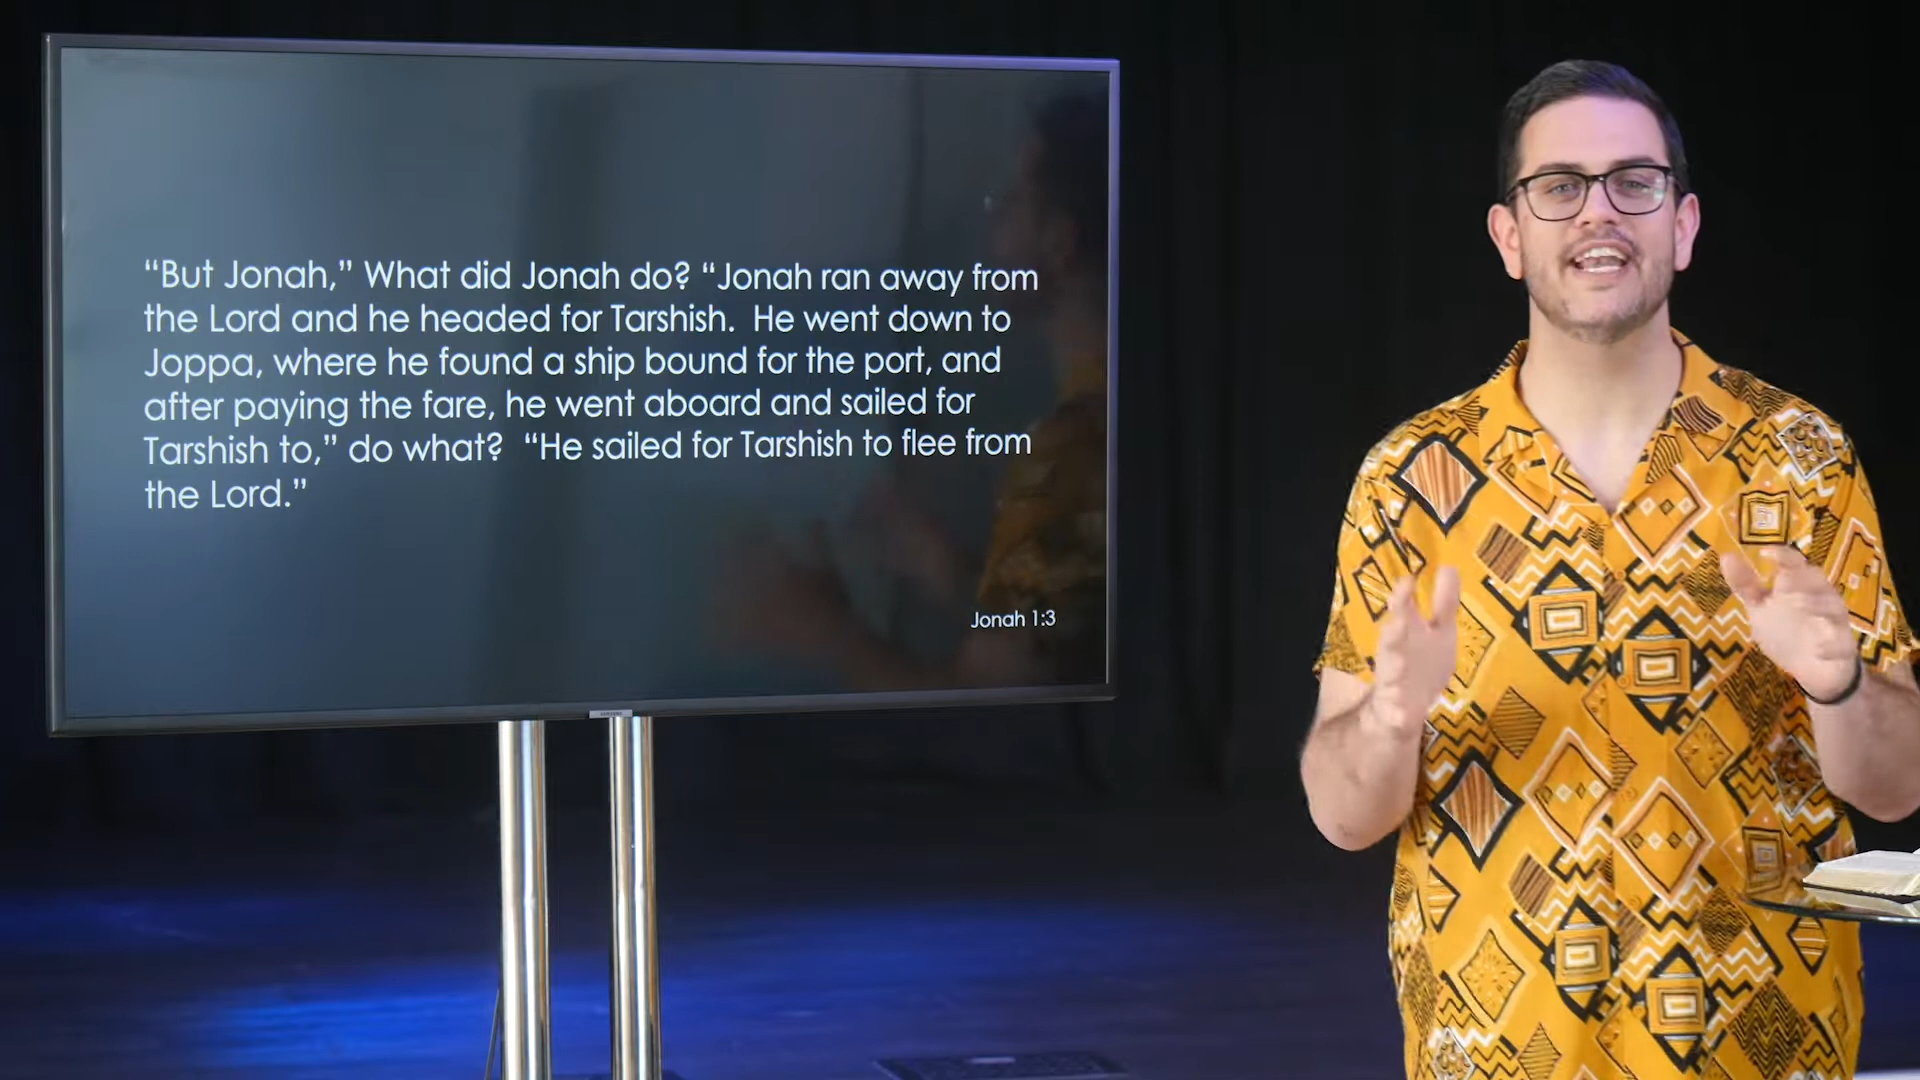 “But Jonah,” What did Jonah do? “Jonah ran away from
the Lord and he headed for Tarshish.  He went down to
Joppa, where he found a ship bound for the port, and
after paying the fare, he went aboard and sailed for
Tarshish to,” do what?  “He sailed for Tarshish to flee from
the Lord.”
Jonah 1:3
SAMSUNG